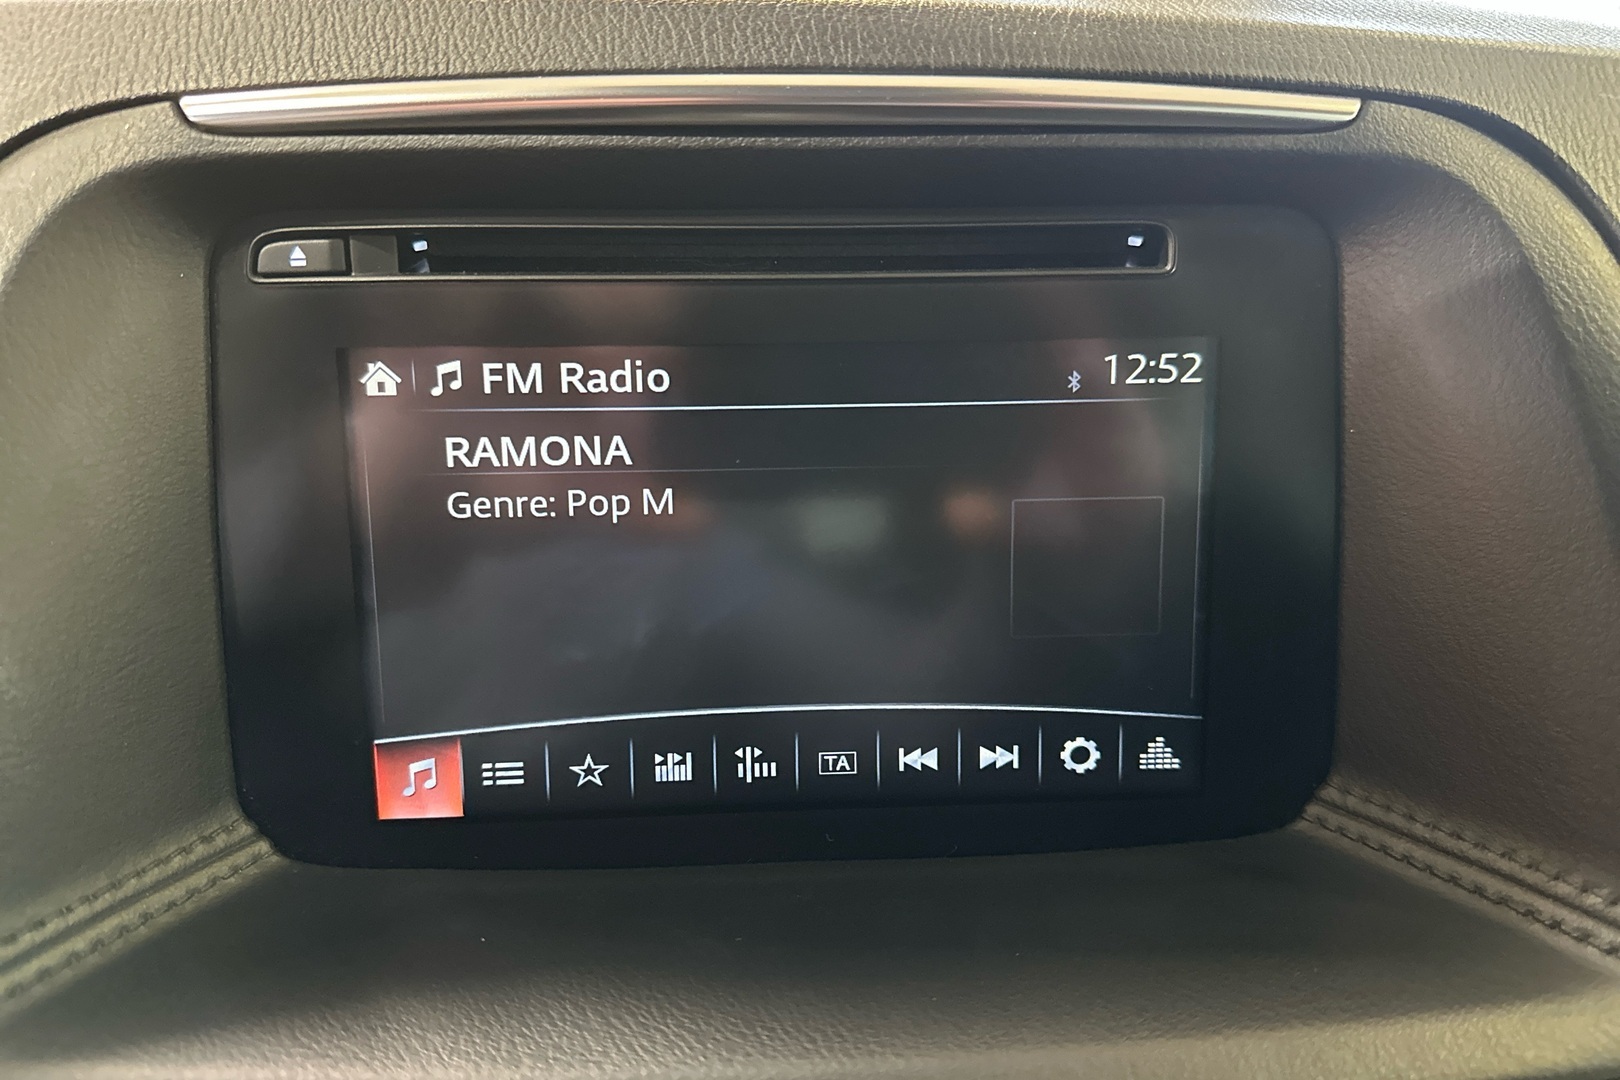 FM Radio 12:52
RAMONA
Genre: Pop M
TA